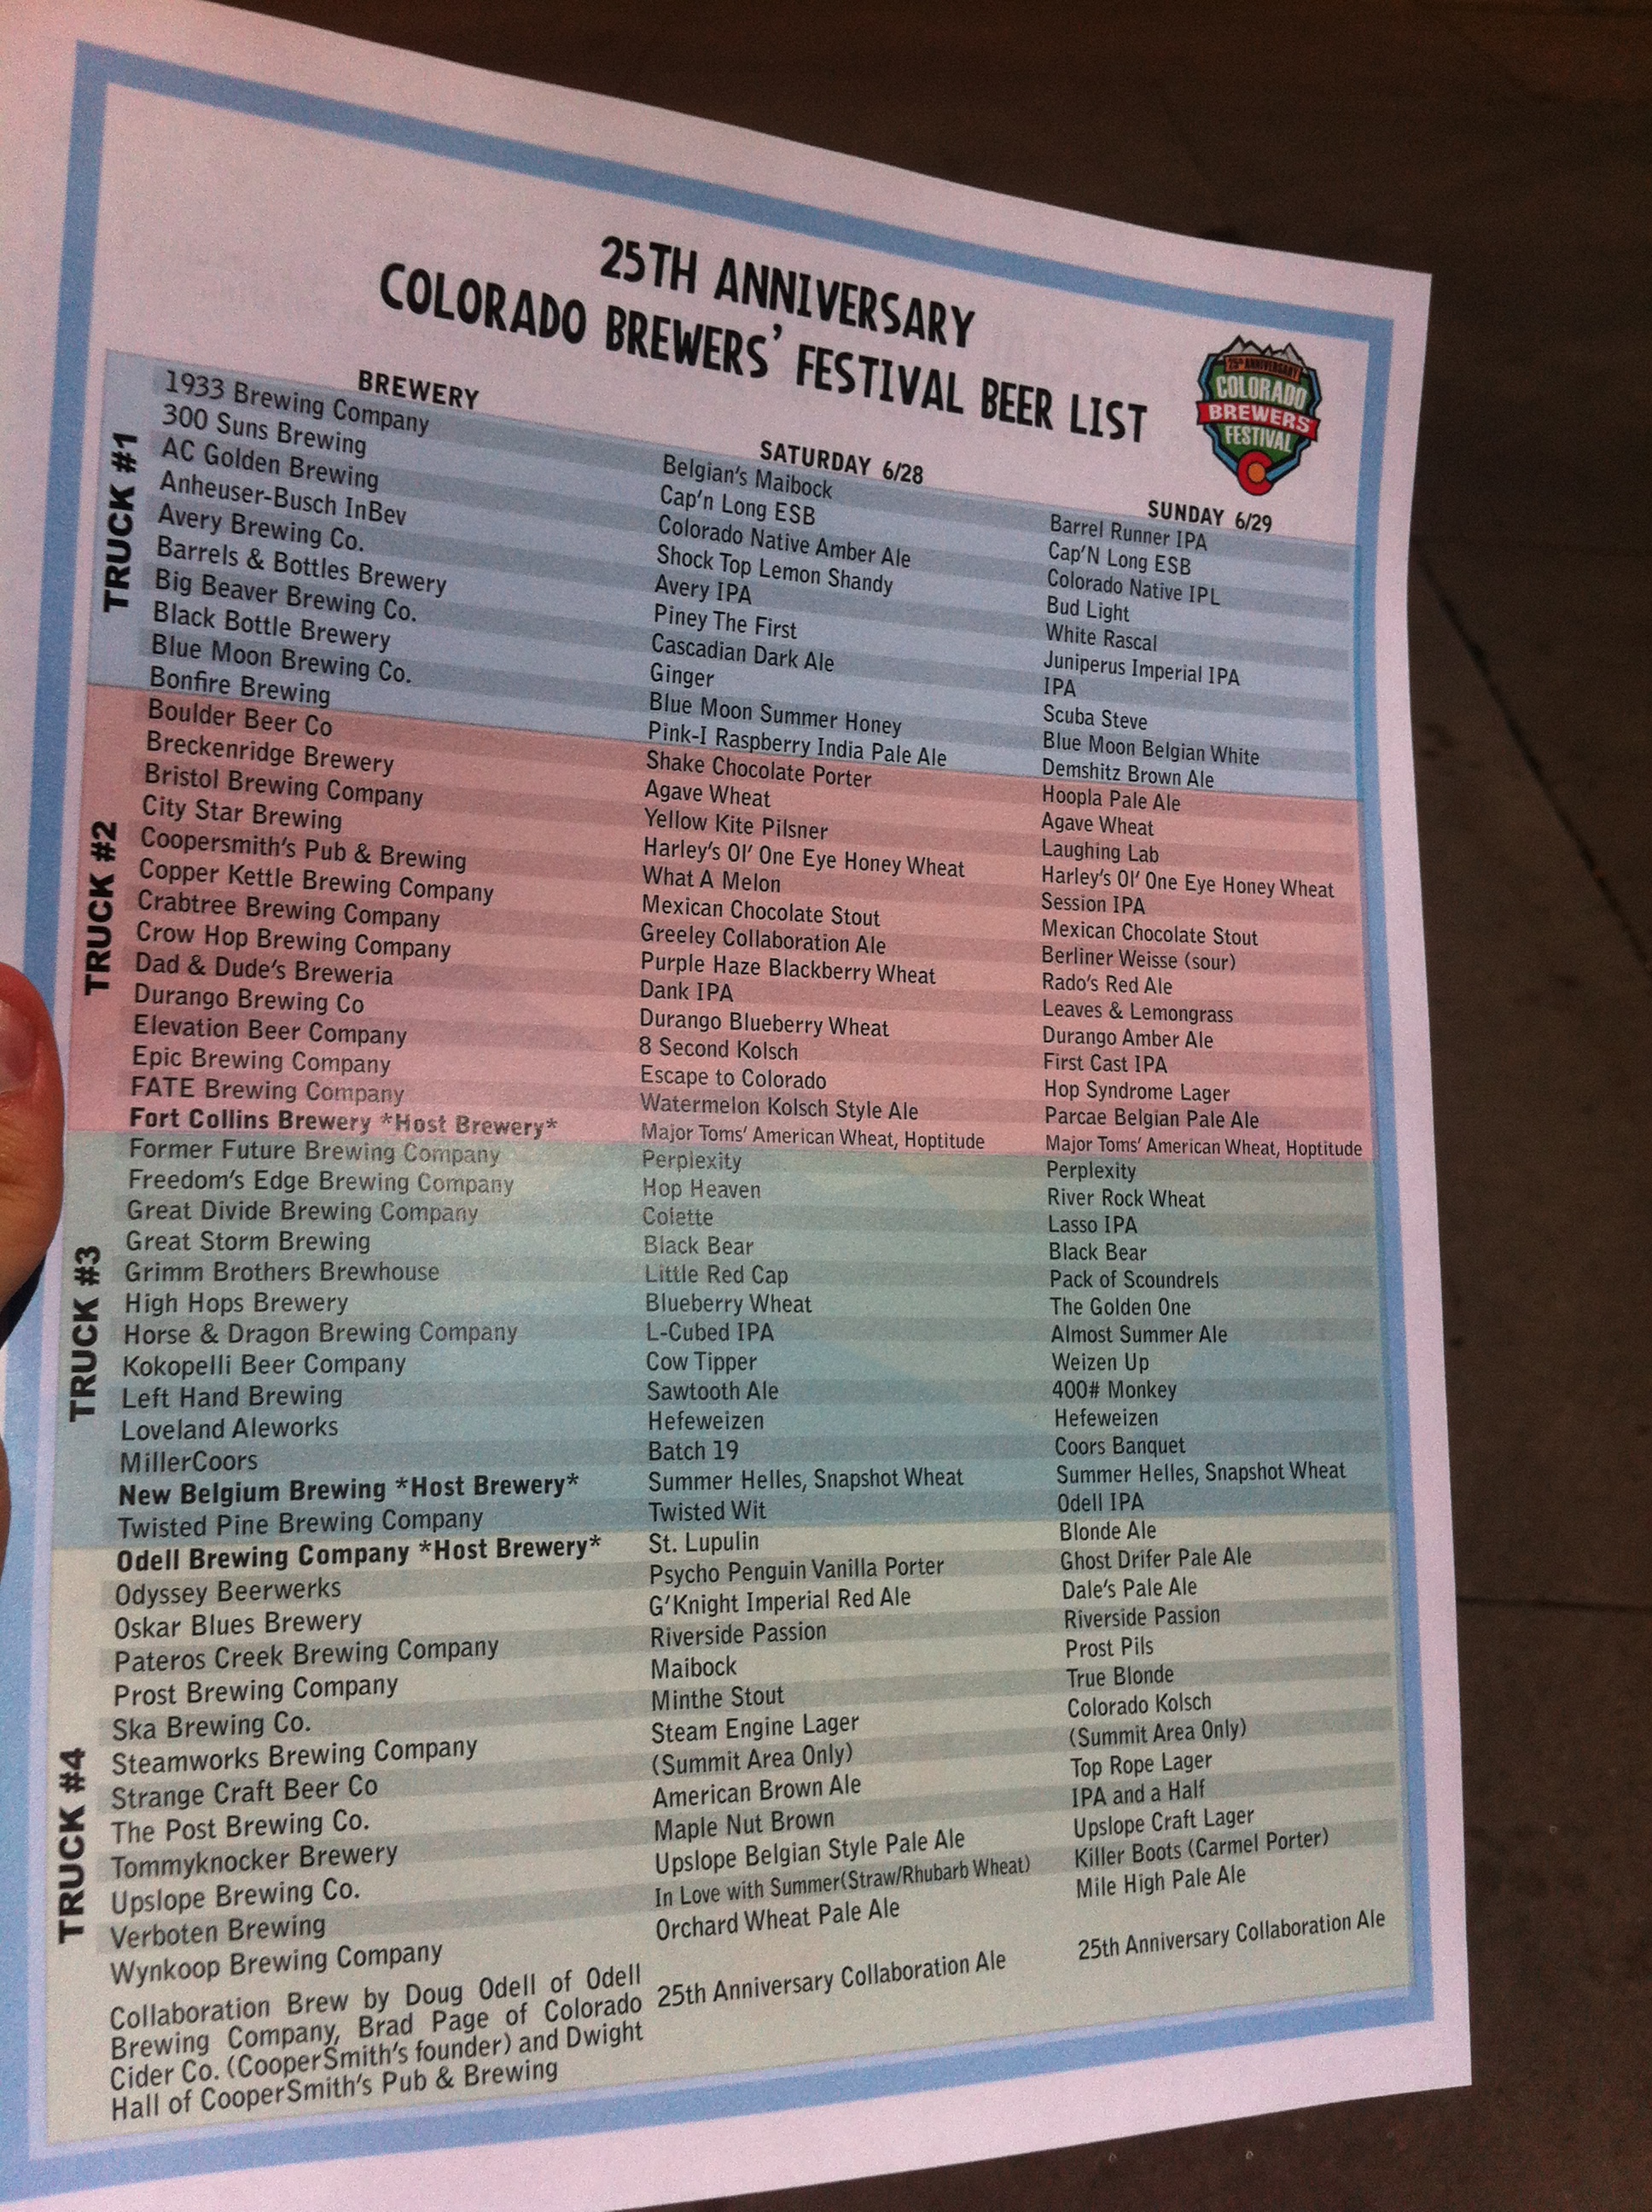 25TH ANNIVERSARY
COLORADO BREWERS' FESTIVAL BEER LIST
25th ANNIVERSARY
COLORADO
BREWERS
FESTIVAL
BREWERY SATURDAY 6/28 SUNDAY 6/29
TRUCK #1
1933 Brewing Company Belgian's Maibock Barrel Runner IPA
300 Suns Brewing Cap'n Long ESB Cap'N Long ESB
AC Golden Brewing Colorado Native Amber Ale Colorado Native IPL
Anheuser-Busch InBev Shock Top Lemon Shandy Bud Light
Avery Brewing Co. Avery IPA White Rascal
Barrels & Bottles Brewery Piney The First Juniperus Imperial IPA
Big Beaver Brewing Co. Cascadian Dark Ale IPA
Black Bottle Brewery Ginger Scuba Steve
Blue Moon Brewing Co. Blue Moon Summer Honey Blue Moon Belgian White
Bonfire Brewing Pink-I Raspberry India Pale Ale Demshitz Brown Ale
TRUCK #2
Boulder Beer Co Shake Chocolate Porter Hoopla Pale Ale
Breckenridge Brewery Agave Wheat Agave Wheat
Bristol Brewing Company Yellow Kite Pilsner Laughing Lab
City Star Brewing Harley's Ol' One Eye Honey Wheat Harley's Ol' One Eye Honey Wheat
Coopersmith's Pub & Brewing What A Melon Session IPA
Copper Kettle Brewing Company Mexican Chocolate Stout Mexican Chocolate Stout
Crabtree Brewing Company Greeley Collaboration Ale Berliner Weisse (sour)
Crow Hop Brewing Company Purple Haze Blackberry Wheat Rado's Red Ale
Dad & Dude's Breweria Dank IPA Leaves & Lemongrass
Durango Brewing Co Durango Blueberry Wheat Durango Amber Ale
Elevation Beer Company 8 Second Kolsch First Cast IPA
Epic Brewing Company Escape to Colorado Hop Syndrome Lager
FATE Brewing Company Watermelon Kolsch Style Ale Parcae Belgian Pale Ale
Fort Collins Brewery *Host Brewery* Major Toms' American Wheat, Hoptitude Major Toms' American Wheat, Hoptitude
TRUCK #3
Former Future Brewing Company Perplexity Perplexity
Freedom's Edge Brewing Company Hop Heaven River Rock Wheat
Great Divide Brewing Company Colette Lasso IPA
Great Storm Brewing Black Bear Black Bear
Grimm Brothers Brewhouse Little Red Cap Pack of Scoundrels
High Hops Brewery Blueberry Wheat The Golden One
Horse & Dragon Brewing Company L-Cubed IPA Almost Summer Ale
Kokopelli Beer Company Cow Tipper Weizen Up
Left Hand Brewing Sawtooth Ale 400# Monkey
Loveland Aleworks Hefeweizen Hefeweizen
MillerCoors Batch 19 Coors Banquet
New Belgium Brewing *Host Brewery* Summer Helles, Snapshot Wheat Summer Helles, Snapshot Wheat
Twisted Pine Brewing Company Twisted Wit Odell IPA
TRUCK #4
Odell Brewing Company *Host Brewery* St. Lupulin Blonde Ale
Odyssey Beerwerks Psycho Penguin Vanilla Porter Ghost Drifer Pale Ale
Oskar Blues Brewery G'Knight Imperial Red Ale Dale's Pale Ale
Pateros Creek Brewing Company Riverside Passion Riverside Passion
Prost Brewing Company Maibock Prost Pils
Ska Brewing Co. Minthe Stout True Blonde
Steamworks Brewing Company Steam Engine Lager Colorado Kolsch
Strange Craft Beer Co (Summit Area Only) (Summit Area Only)
The Post Brewing Co. American Brown Ale Top Rope Lager
Tommyknocker Brewery Maple Nut Brown IPA and a Half
Upslope Brewing Co. Upslope Belgian Style Pale Ale Upslope Craft Lager
Verboten Brewing In Love with Summer(Straw/Rhubarb Wheat) Killer Boots (Carmel Porter)
Wynkoop Brewing Company Orchard Wheat Pale Ale Mile High Pale Ale
Collaboration Brew by Doug Odell of Odell
Brewing Company, Brad Page of Colorado
Cider Co. (CooperSmith's founder) and Dwight
Hall of CooperSmith's Pub & Brewing
25th Anniversary Collaboration Ale 25th Anniversary Collaboration Ale